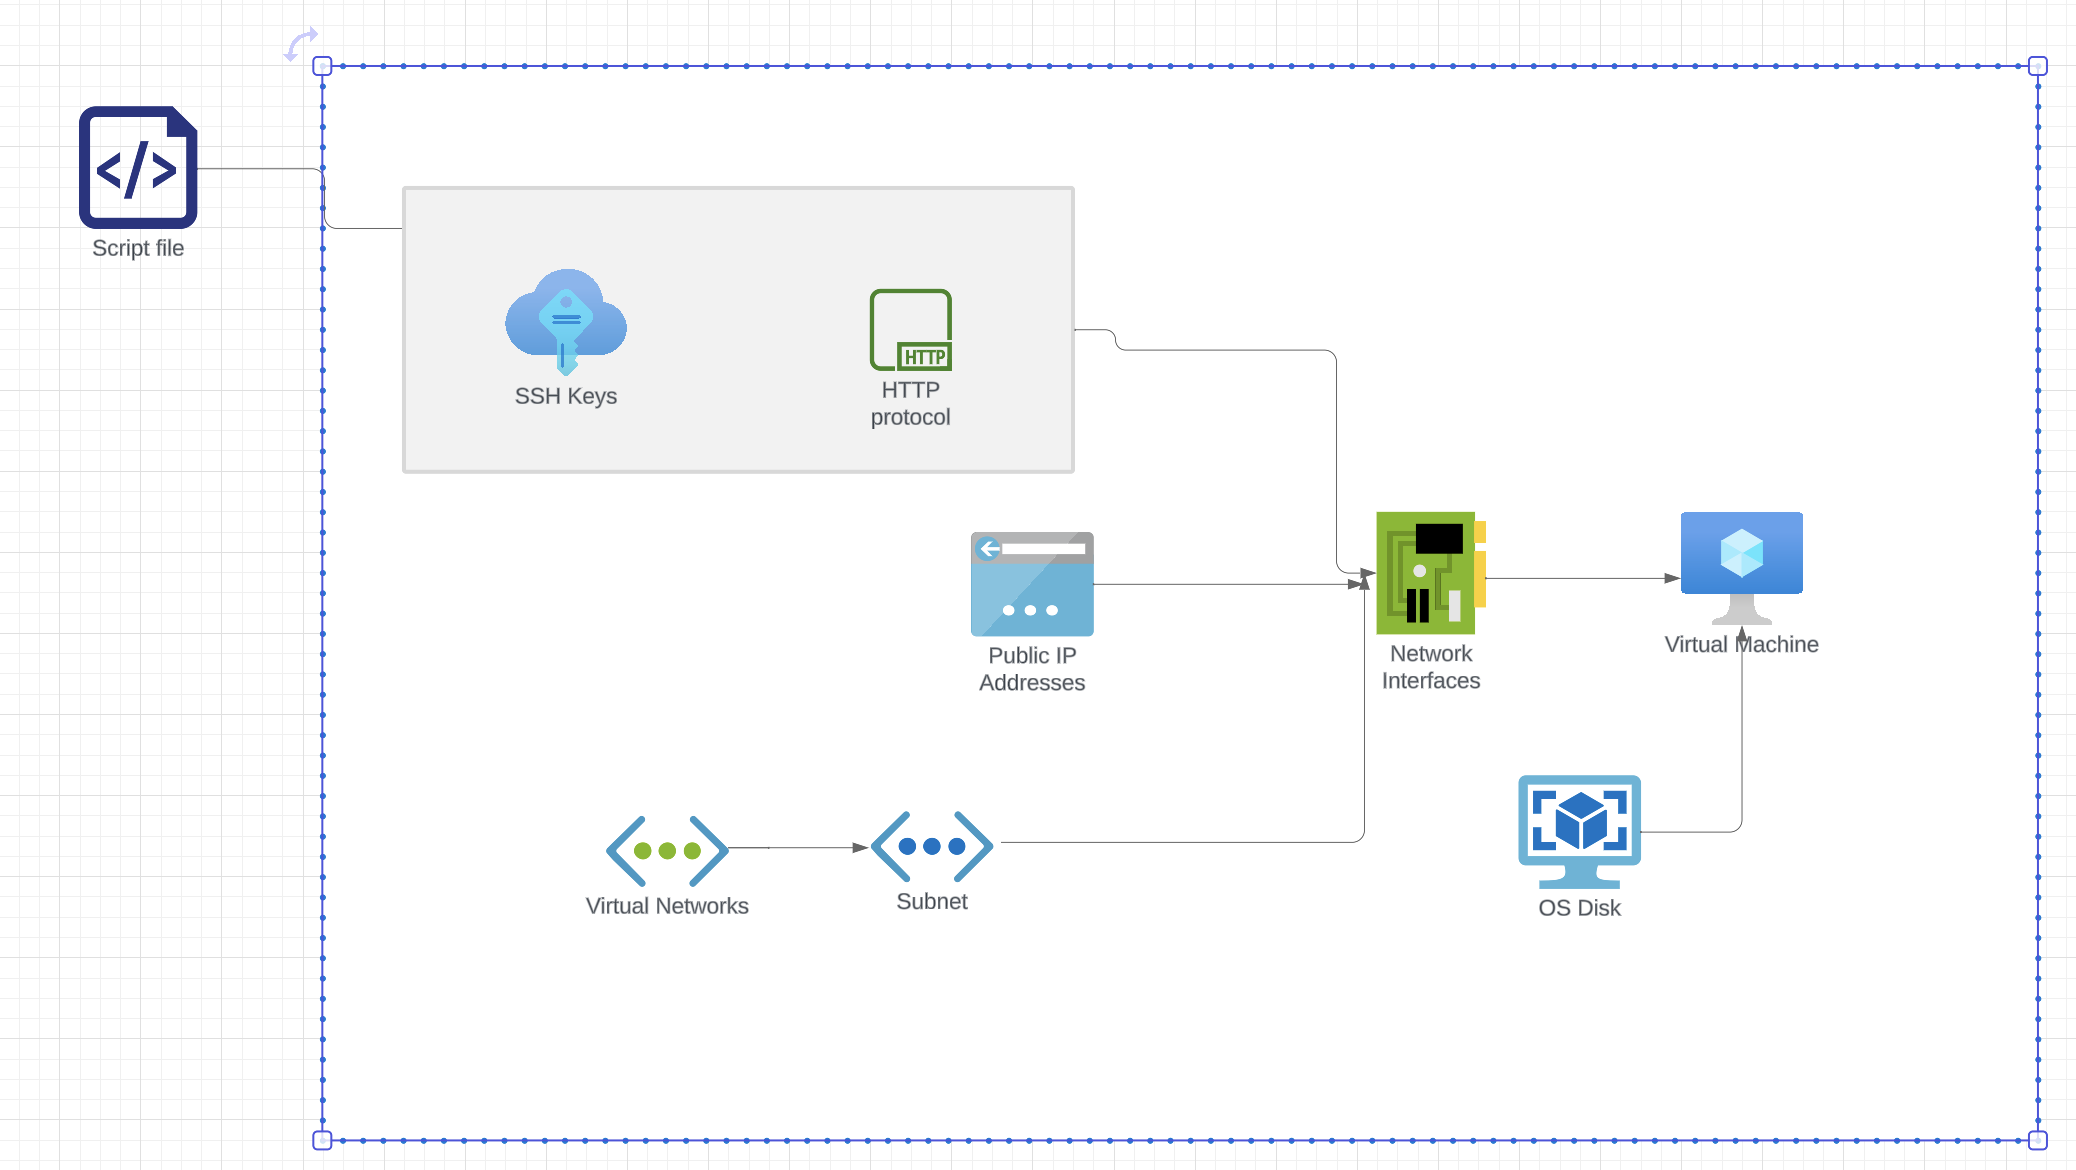 </>
Script file
SSH Keys
HTTP
HTTP
protocol
Public IP
Addresses
Network
Interfaces
Virtual Machine
Virtual Networks
Subnet
OS Disk